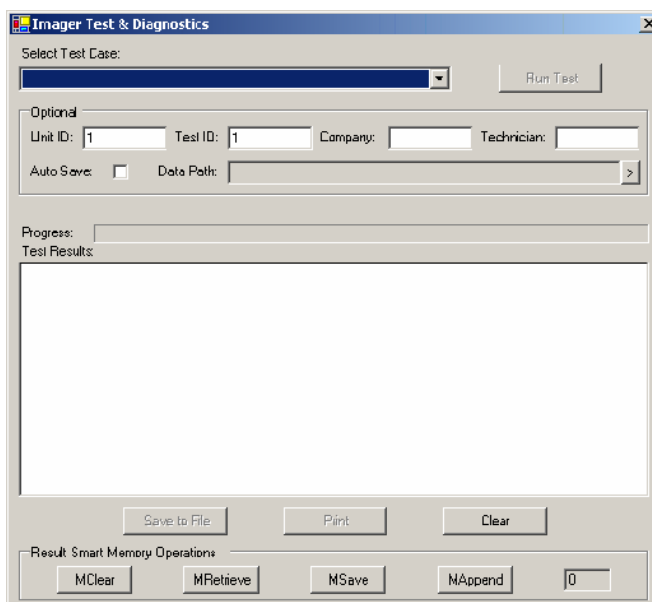 Imager Test & Diagnostics
Select Test Case:
Run Test
Optional
Unit ID: 1 Test ID: 1 Company: Technician:
Auto Save: Data Path: >
Progress:
Test Results:
Save to File Print Clear
Result Smart Memory Operations
MClear MRetrieve MSave MAppend 0